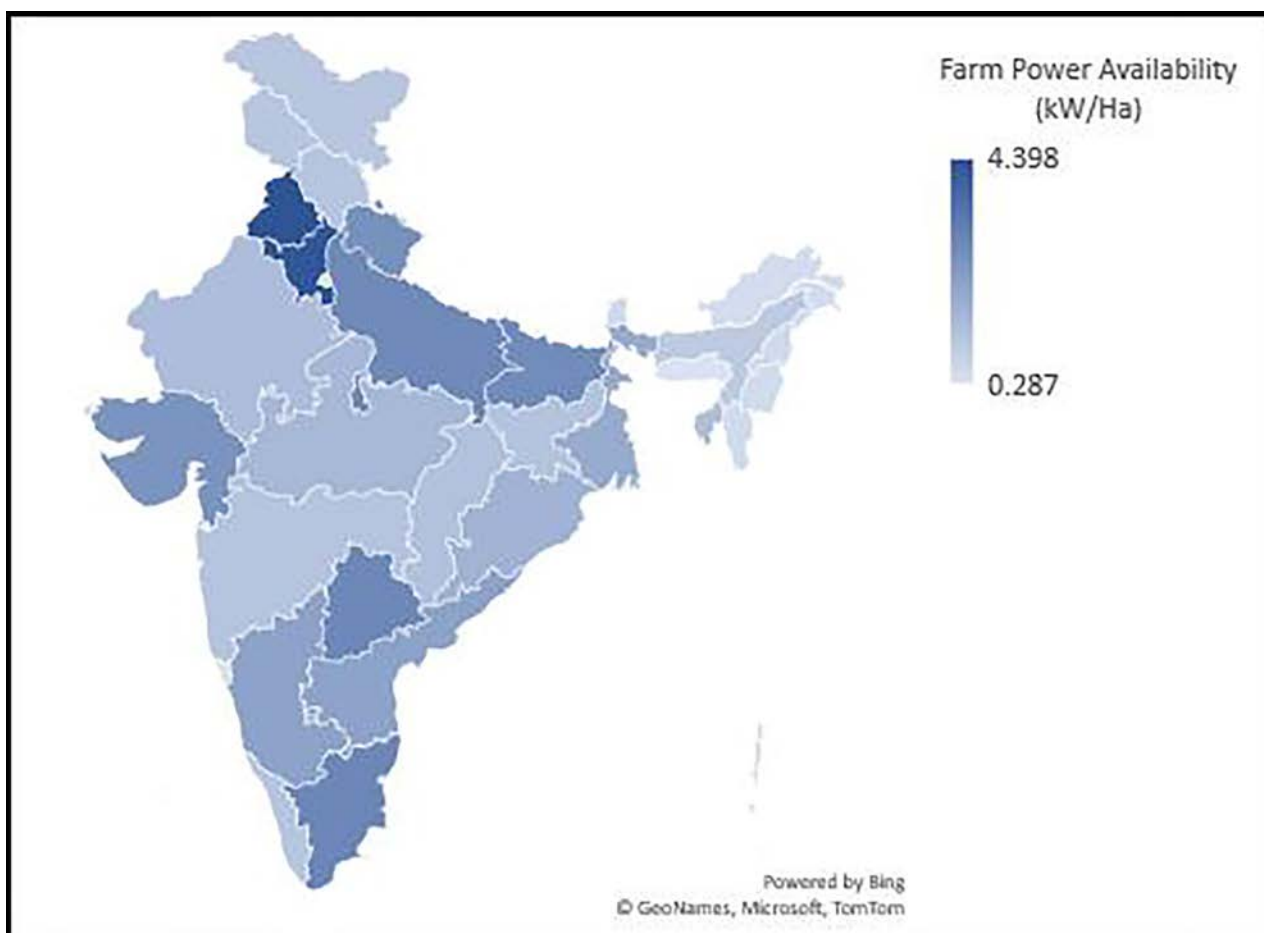 Farm Power Availability
(kW/Ha)
4.398
0.287
Powered by Bing
© GeoNames, Microsoft, TomTom